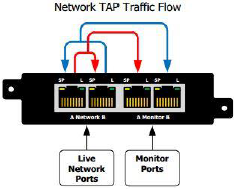 Network TAP Traffic Flow
SP L SP L SP L SP L
A Network B A Monitor B
Live Network Ports
Monitor Ports